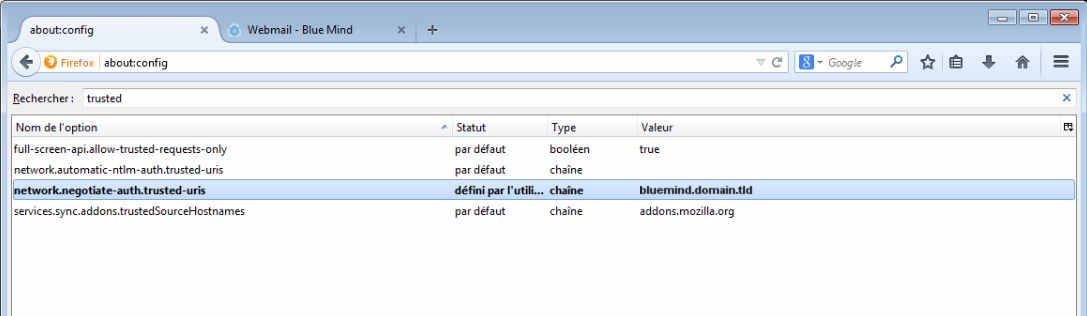 about:config
Webmail - Blue Mind
Firefox about:config Google
Rechercher : trusted
Nom de l'option Statut Type Valeur
full-screen-api.allow-trusted-requests-only par défaut booléen true
network.automatic-ntlm-auth.trusted-uris par défaut chaîne
network.negotiate-auth.trusted-uris défini par l'utili... chaîne bluemind.domain.tld
services.sync.addons.trustedSourceHostnames par défaut chaîne addons.mozilla.org